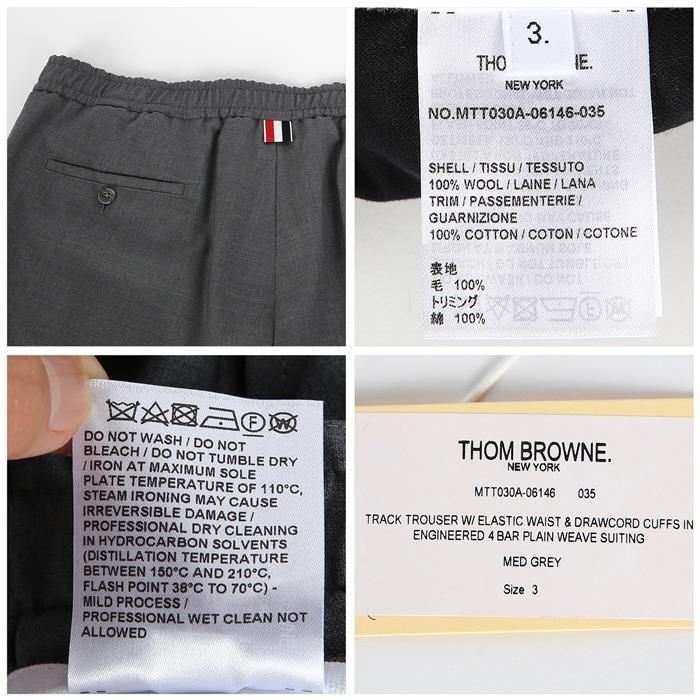 3.
THO NE.
NEW YORK
NO.MTT030A-06146-035
SHELL / TISSU / TESSUTO
100% WOOL / LAINE / LANA
TRIM / PASSEMENTERIE /
GUARNIZIONE
100% COTTON / COTON / COTONE
表地
毛 100%
トリミング
綿 100%
F
W
DO NOT WASH / DO NOT
BLEACH / DO NOT TUMBLE DRY
/ IRON AT MAXIMUM SOLE
PLATE TEMPERATURE OF 110°C,
STEAM IRONING MAY CAUSE
IRREVERSIBLE DAMAGE /
PROFESSIONAL DRY CLEANING
IN HYDROCARBON SOLVENTS
(DISTILLATION TEMPERATURE
BETWEEN 150°C AND 210°C,
FLASH POINT 38°C TO 70°C) -
MILD PROCESS /
PROFESSIONAL WET CLEAN NOT
ALLOWED
THOM BROWNE.
NEW YORK
MTT030A-06146 035
TRACK TROUSER W/ ELASTIC WAIST & DRAWCORD CUFFS IN
ENGINEERED 4 BAR PLAIN WEAVE SUITING
MED GREY
Size 3